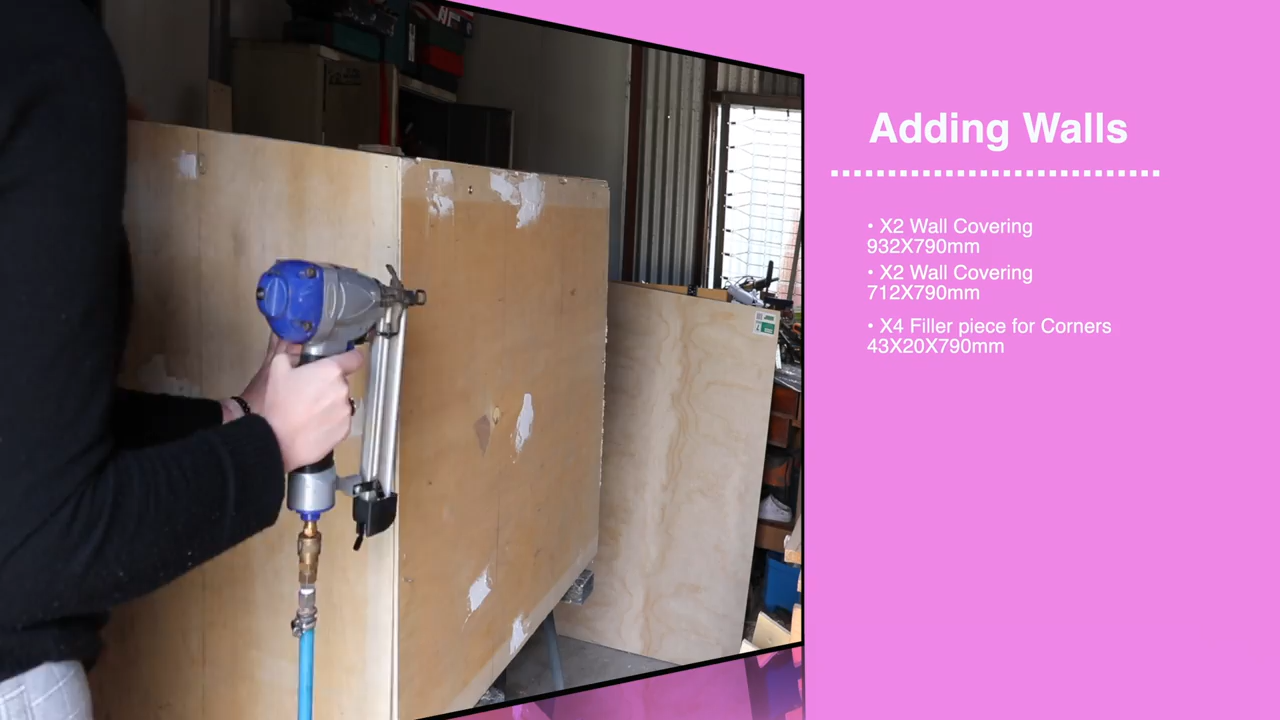 Adding Walls
• X2 Wall Covering
932X790mm
• X2 Wall Covering
712X790mm
• X4 Filler piece for Corners
43X20X790mm